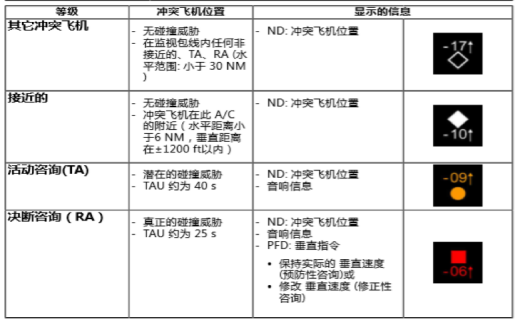 等级 冲突飞机位置 显示的信息
其它冲突飞机
- 无碰撞威胁
- 在监视包线内任何非
接近的、TA、RA (水
平范围: 小于 30 NM
)
- ND: 冲突飞机位置
-17↑
接近的
- 无碰撞威胁
- 冲突飞机在此 A/C
的附近（水平距离小
于6 NM，垂直距离
在±1200 ft以内）
- ND: 冲突飞机位置
-10↑
活动咨询(TA)
- 潜在的碰撞威胁
- TAU 约为 40 s
- ND: 冲突飞机位置
- 音响信息
-09↑
决断咨询（RA）
- 真正的碰撞威胁
- TAU 约为 25 s
- ND: 冲突飞机位置
- 音响信息
- PFD: 垂直指令
• 保持实际的 垂直速度
(预防性咨询)或
• 修改 垂直速度 (修正性
咨询)
-06↑